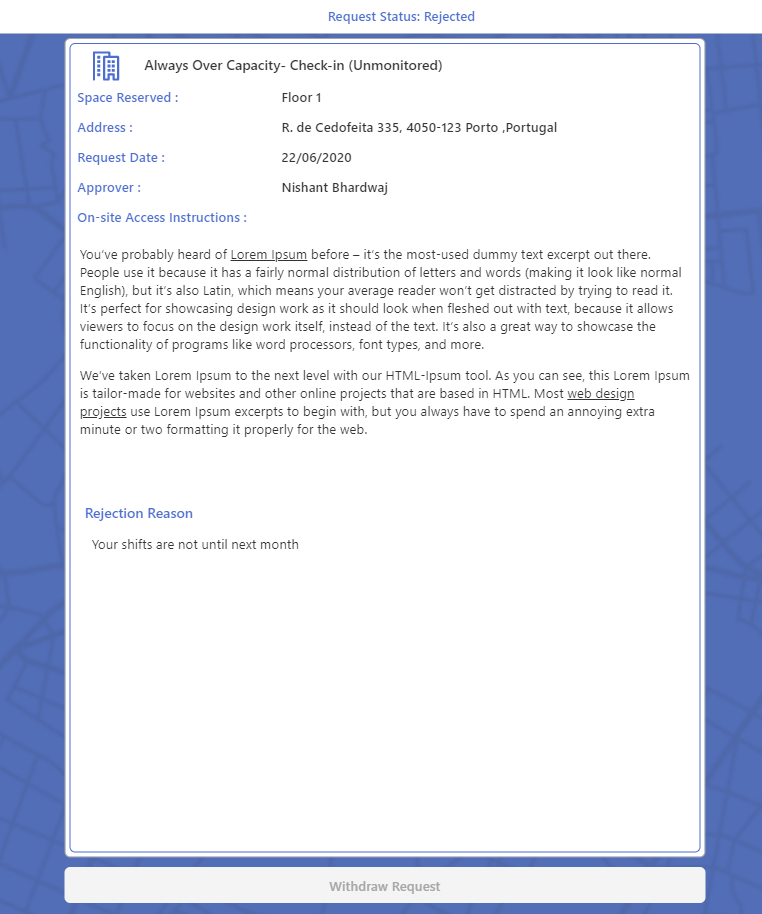 Request Status: Rejected
Always Over Capacity- Check-in (Unmonitored)
Space Reserved : Floor 1
Address : R. de Cedofeita 335, 4050-123 Porto ,Portugal
Request Date : 22/06/2020
Approver : Nishant Bhardwaj
On-site Access Instructions :
You’ve probably heard of Lorem Ipsum before – it’s the most-used dummy text excerpt out there.
People use it because it has a fairly normal distribution of letters and words (making it look like normal
English), but it’s also Latin, which means your average reader won’t get distracted by trying to read it.
It’s perfect for showcasing design work as it should look when fleshed out with text, because it allows
viewers to focus on the design work itself, instead of the text. It’s also a great way to showcase the
functionality of programs like word processors, font types, and more.
We’ve taken Lorem Ipsum to the next level with our HTML-Ipsum tool. As you can see, this Lorem Ipsum
is tailor-made for websites and other online projects that are based in HTML. Most web design
projects use Lorem Ipsum excerpts to begin with, but you always have to spend an annoying extra
minute or two formatting it properly for the web.
Rejection Reason
Your shifts are not until next month
Withdraw Request